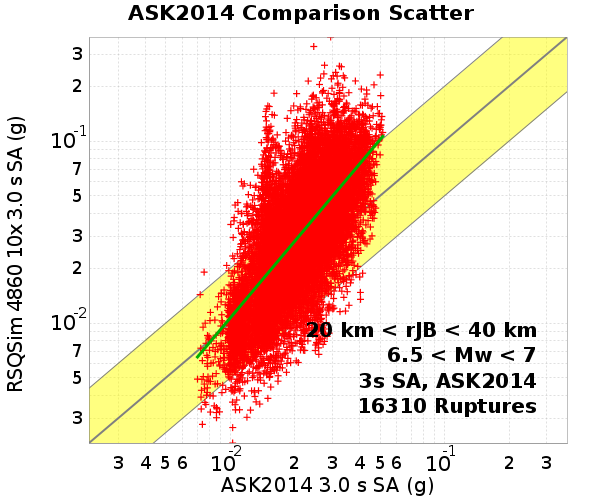 ASK2014 Comparison Scatter
RSQSim 4860 10x 3.0 s SA (g)
3
2
10-1
7
5
3
2
10-2
7
5
3
20 km < rJB < 40 km
6.5 < Mw < 7
3s SA, ASK2014
16310 Ruptures
3 4 5 6 10-2 2 3 4 5 6 10-1 2 3
ASK2014 3.0 s SA (g)